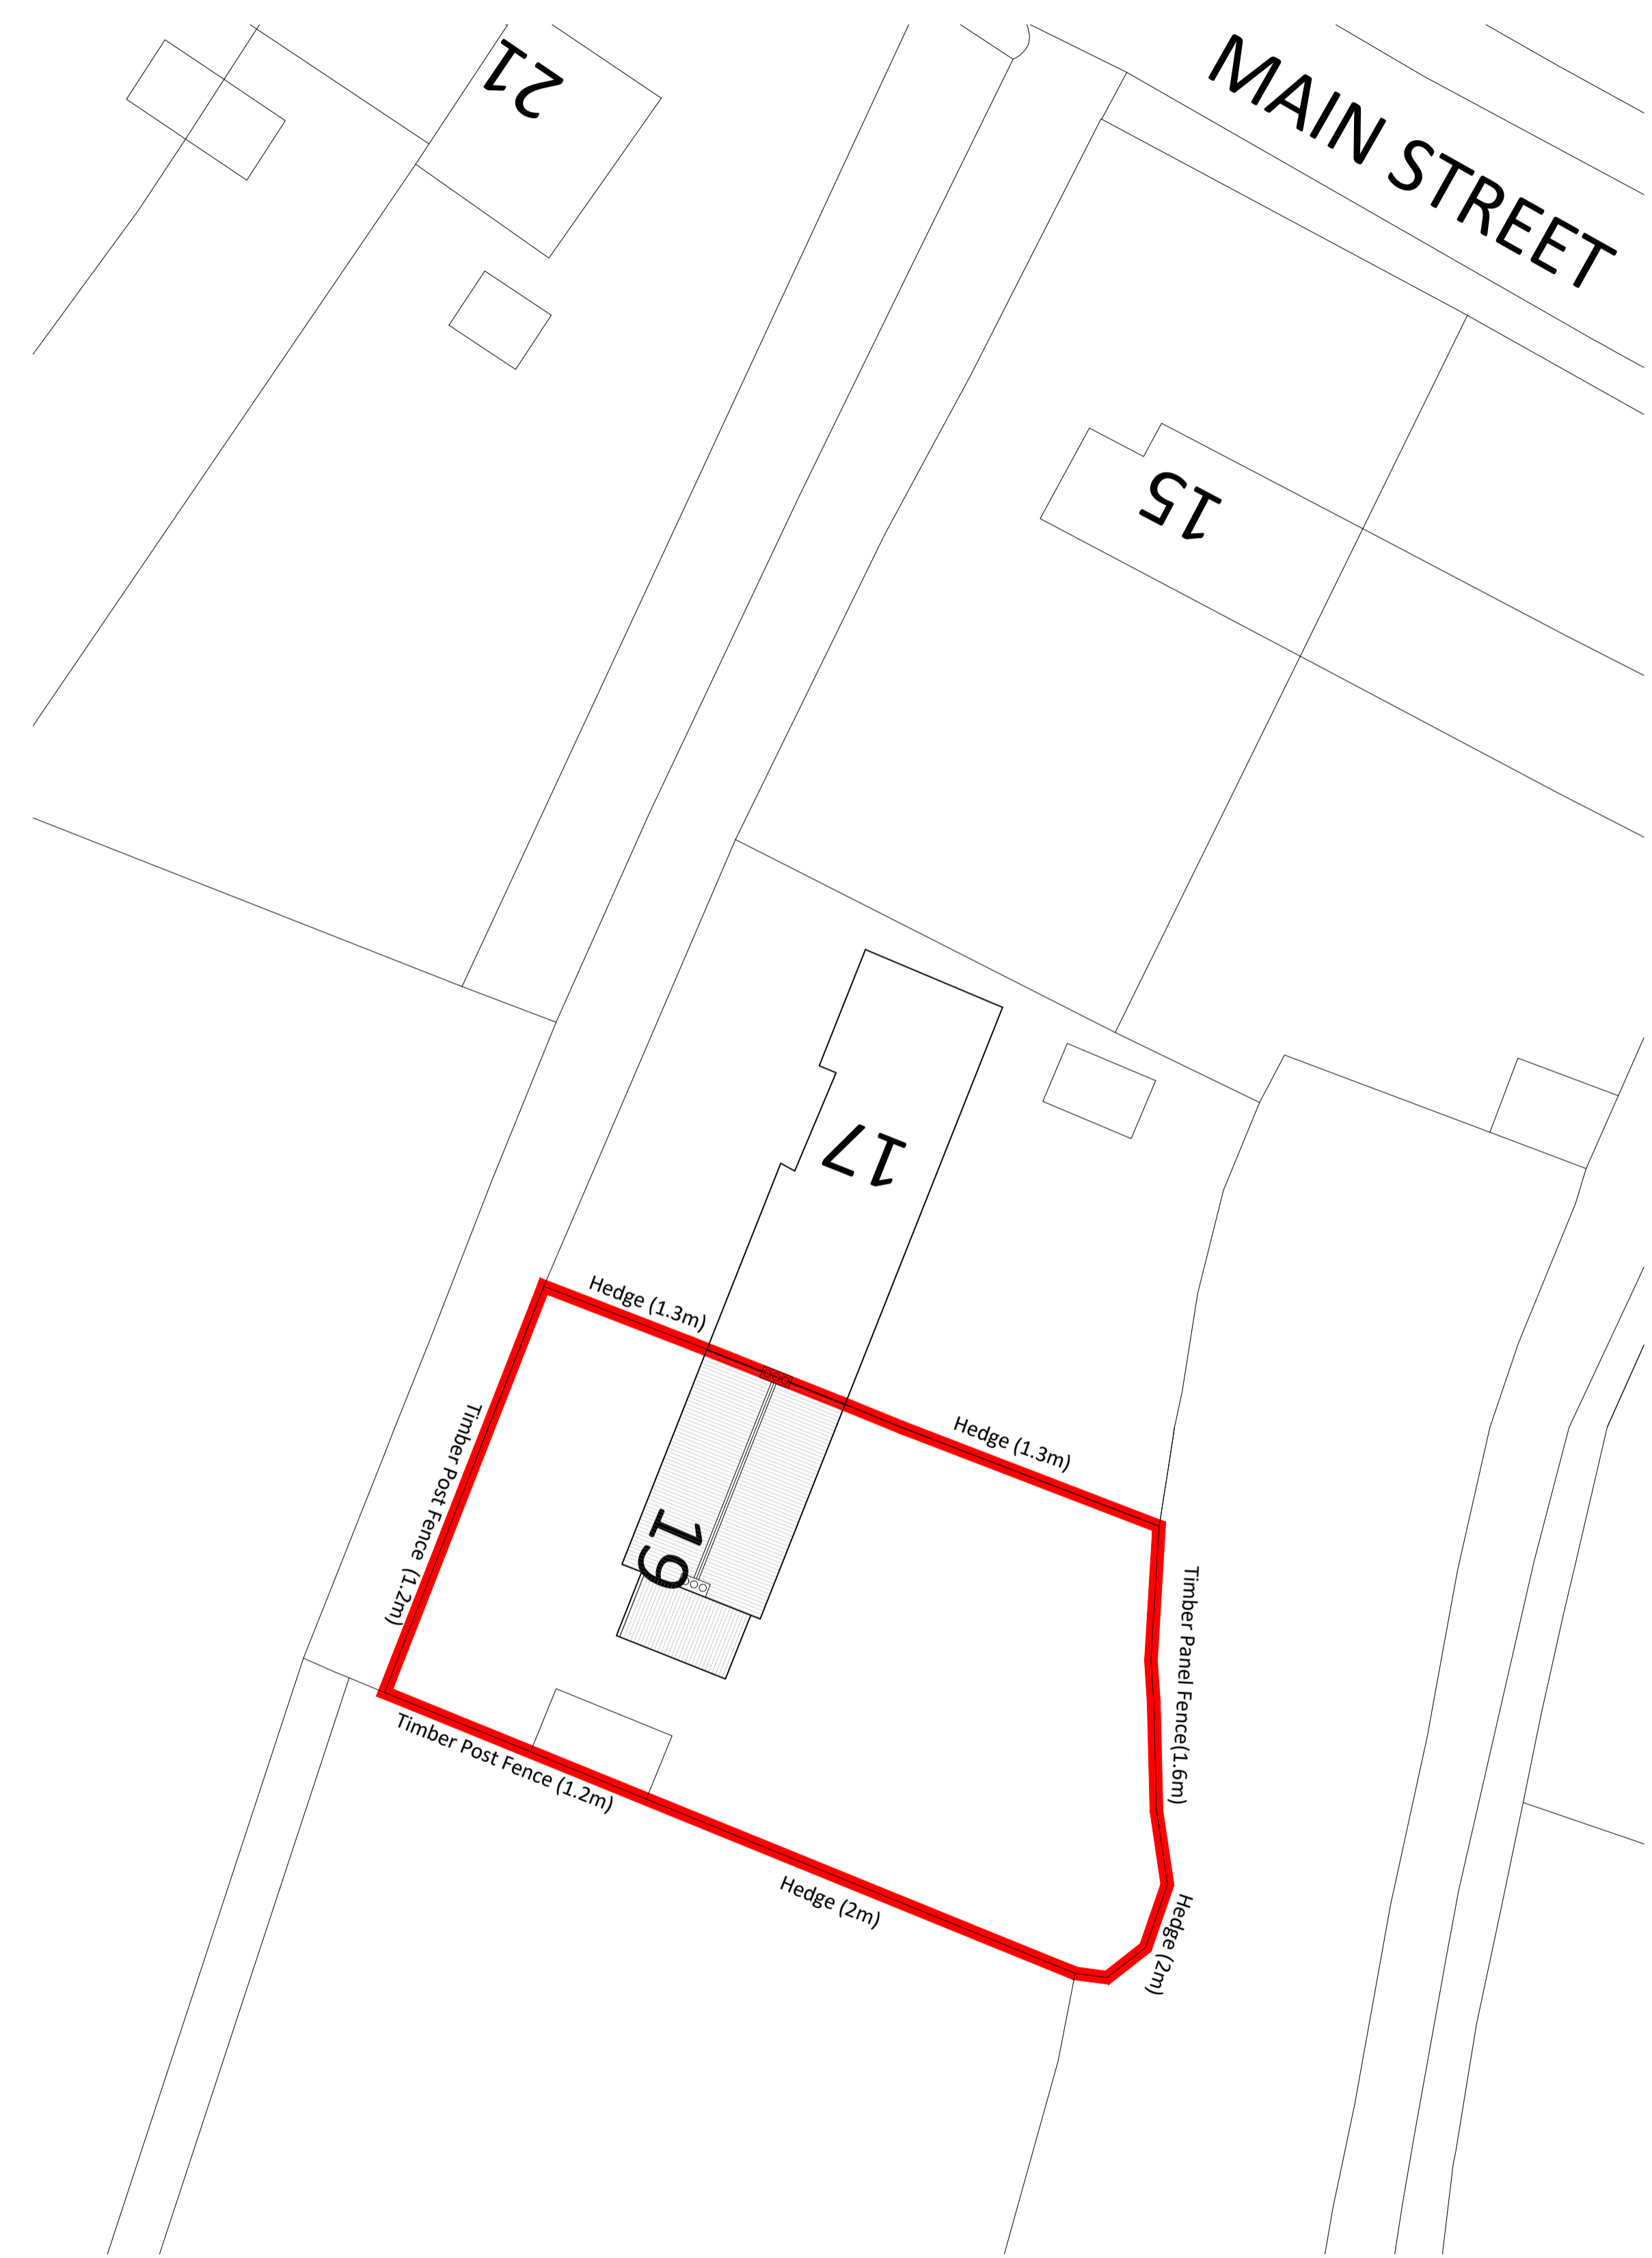 21
MAIN STREET
15
17
Hedge (1.3m)
Hedge (1.3m)
Timber Post Fence (1.2m)
19
Timber Panel Fence(1.6m)
Timber Post Fence (1.2m)
Hedge (2m)
Hedge (2m)